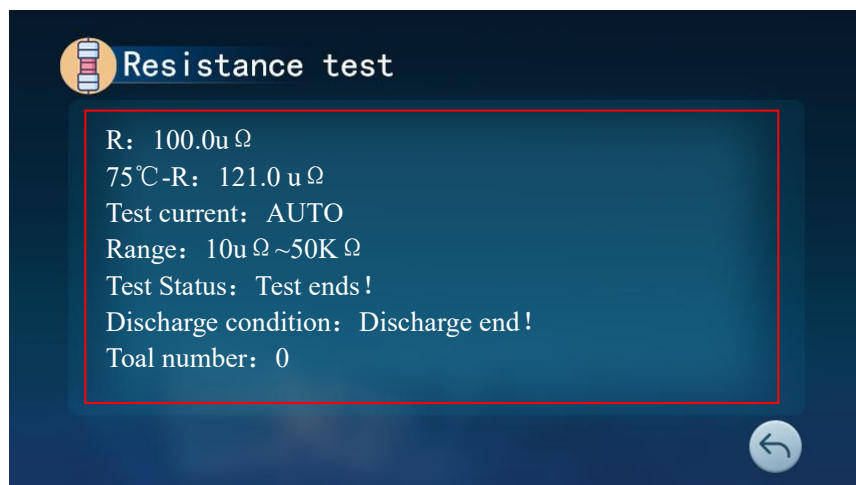 Resistance test
R：100.0uΩ
75℃-R：121.0 uΩ
Test current：AUTO
Range：10uΩ~50KΩ
Test Status：Test ends！
Discharge condition：Discharge end！
Toal number：0